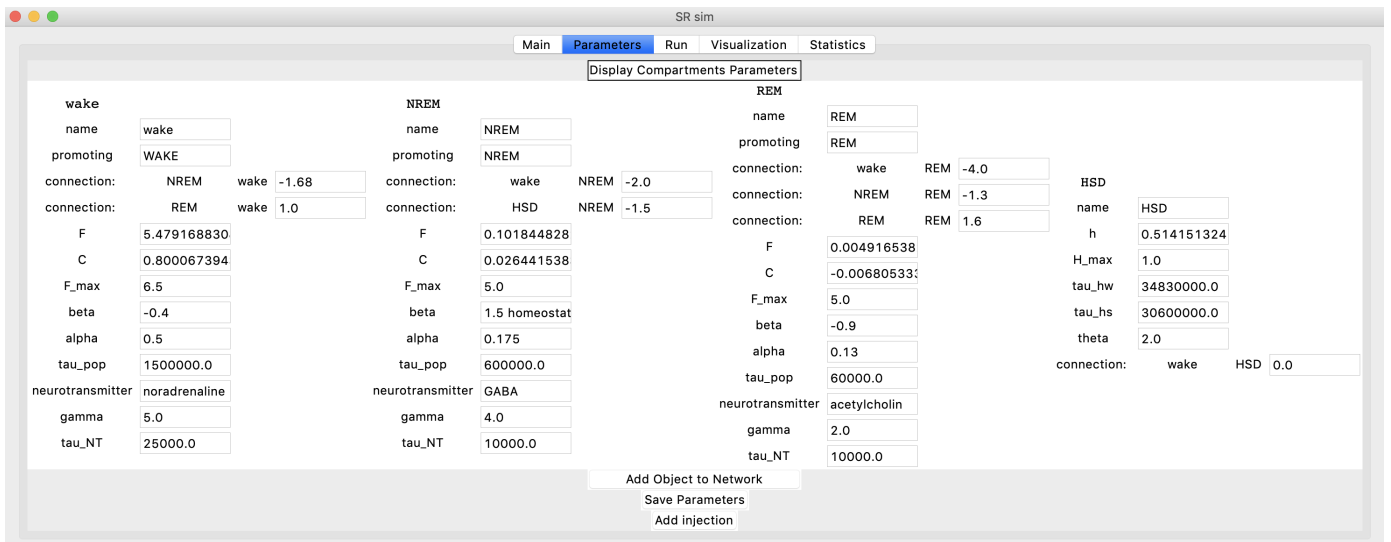 SR sim
Main Parameters Run Visualization Statistics
Display Compartments Parameters
wake
name wake
promoting WAKE
connection: NREM wake -1.68
connection: REM wake 1.0
F 5.479168830
C 0.800067394
F_max 6.5
beta -0.4
alpha 0.5
tau_pop 1500000.0
neurotransmitter noradrenaline
gamma 5.0
tau_NT 25000.0
NREM
name NREM
promoting NREM
connection: wake NREM -2.0
connection: HSD NREM -1.5
F 0.101844828
C 0.026441538
F_max 5.0
beta 1.5 homeostat
alpha 0.175
tau_pop 600000.0
neurotransmitter GABA
gamma 4.0
tau_NT 10000.0
REM
name REM
promoting REM
connection: wake REM -4.0
connection: NREM REM -1.3
connection: REM REM 1.6
F 0.004916538
C -0.006805333
F_max 5.0
beta -0.9
alpha 0.13
tau_pop 60000.0
neurotransmitter acetylcholin
gamma 2.0
tau_NT 10000.0
HSD
name HSD
h 0.514151324
H_max 1.0
tau_hw 34830000.0
tau_hs 30600000.0
theta 2.0
connection: wake HSD 0.0
Add Object to Network
Save Parameters
Add injection